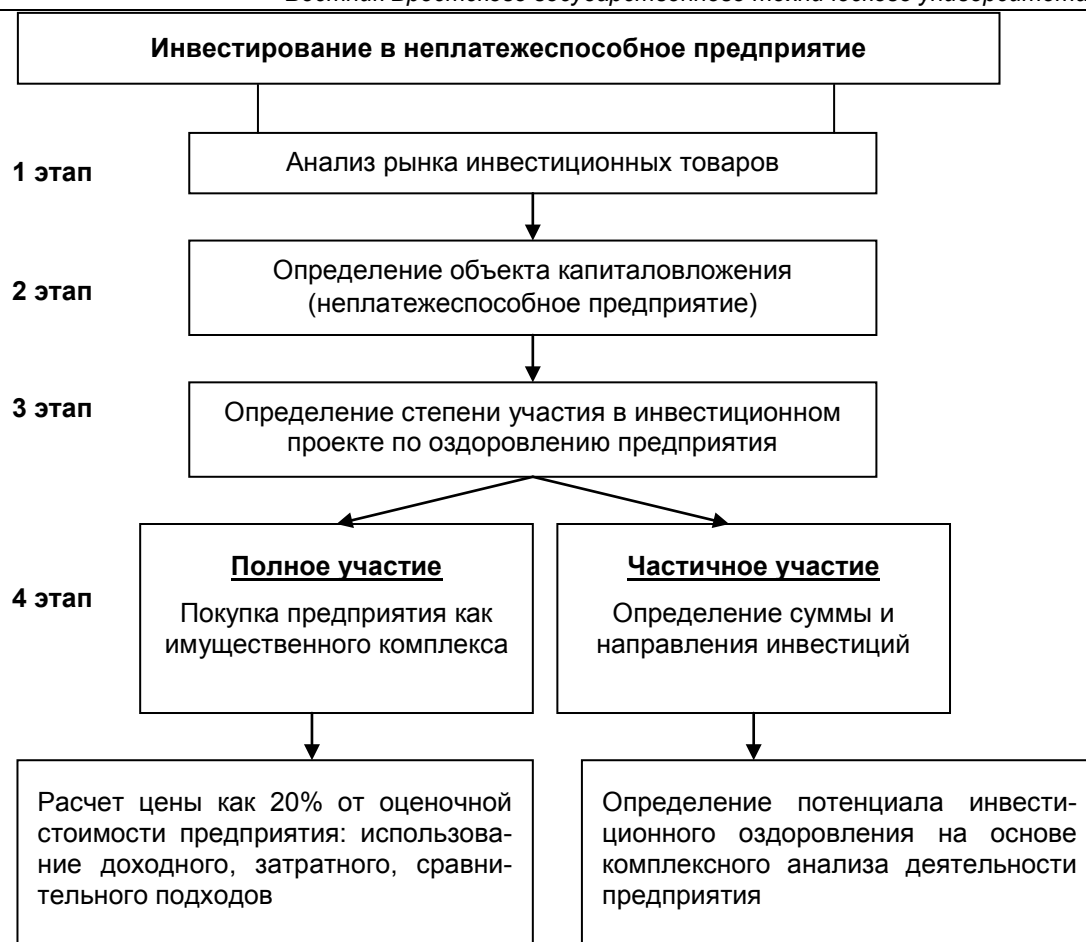 Инвестирование в неплатежеспособное предприятие
1 этап
Анализ рынка инвестиционных товаров
2 этап
Определение объекта капиталовложения
(неплатежеспособное предприятие)
3 этап
Определение степени участия в инвестиционном
проекте по оздоровлению предприятия
4 этап
Полное участие
Покупка предприятия как
имущественного комплекса
Частичное участие
Определение суммы и
направления инвестиций
Расчет цены как 20% от оценочной
стоимости предприятия: использова-
ние доходного, затратного, сравни-
тельного подходов
Определение потенциала инвести-
ционного оздоровления на основе
комплексного анализа деятельности
предприятия